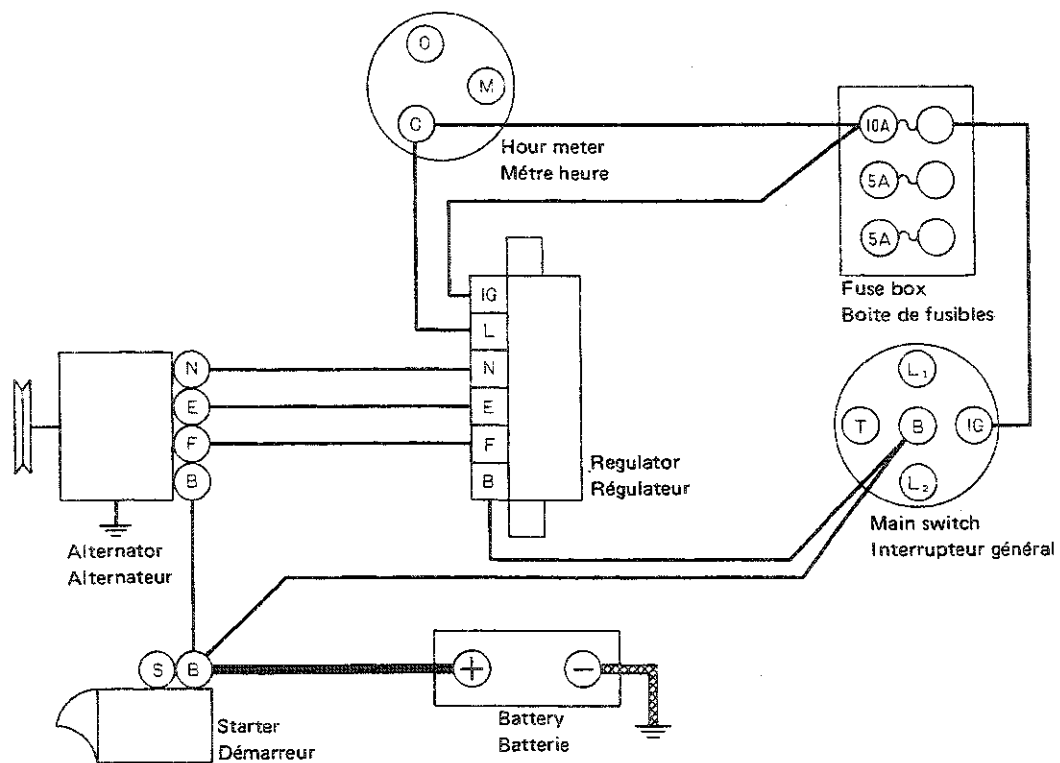 O
M
C
Hour meter
Métre heure
10A
5A
5A
Fuse box
Boite de fusibles
IG
L
N
E
F
B
Regulator
Régulateur
N
E
F
B
Alternator
Alternateur
L₁
T
B
IG
L₂
Main switch
Interrupteur général
S
B
Starter
Démarreur
+
−
Battery
Batterie